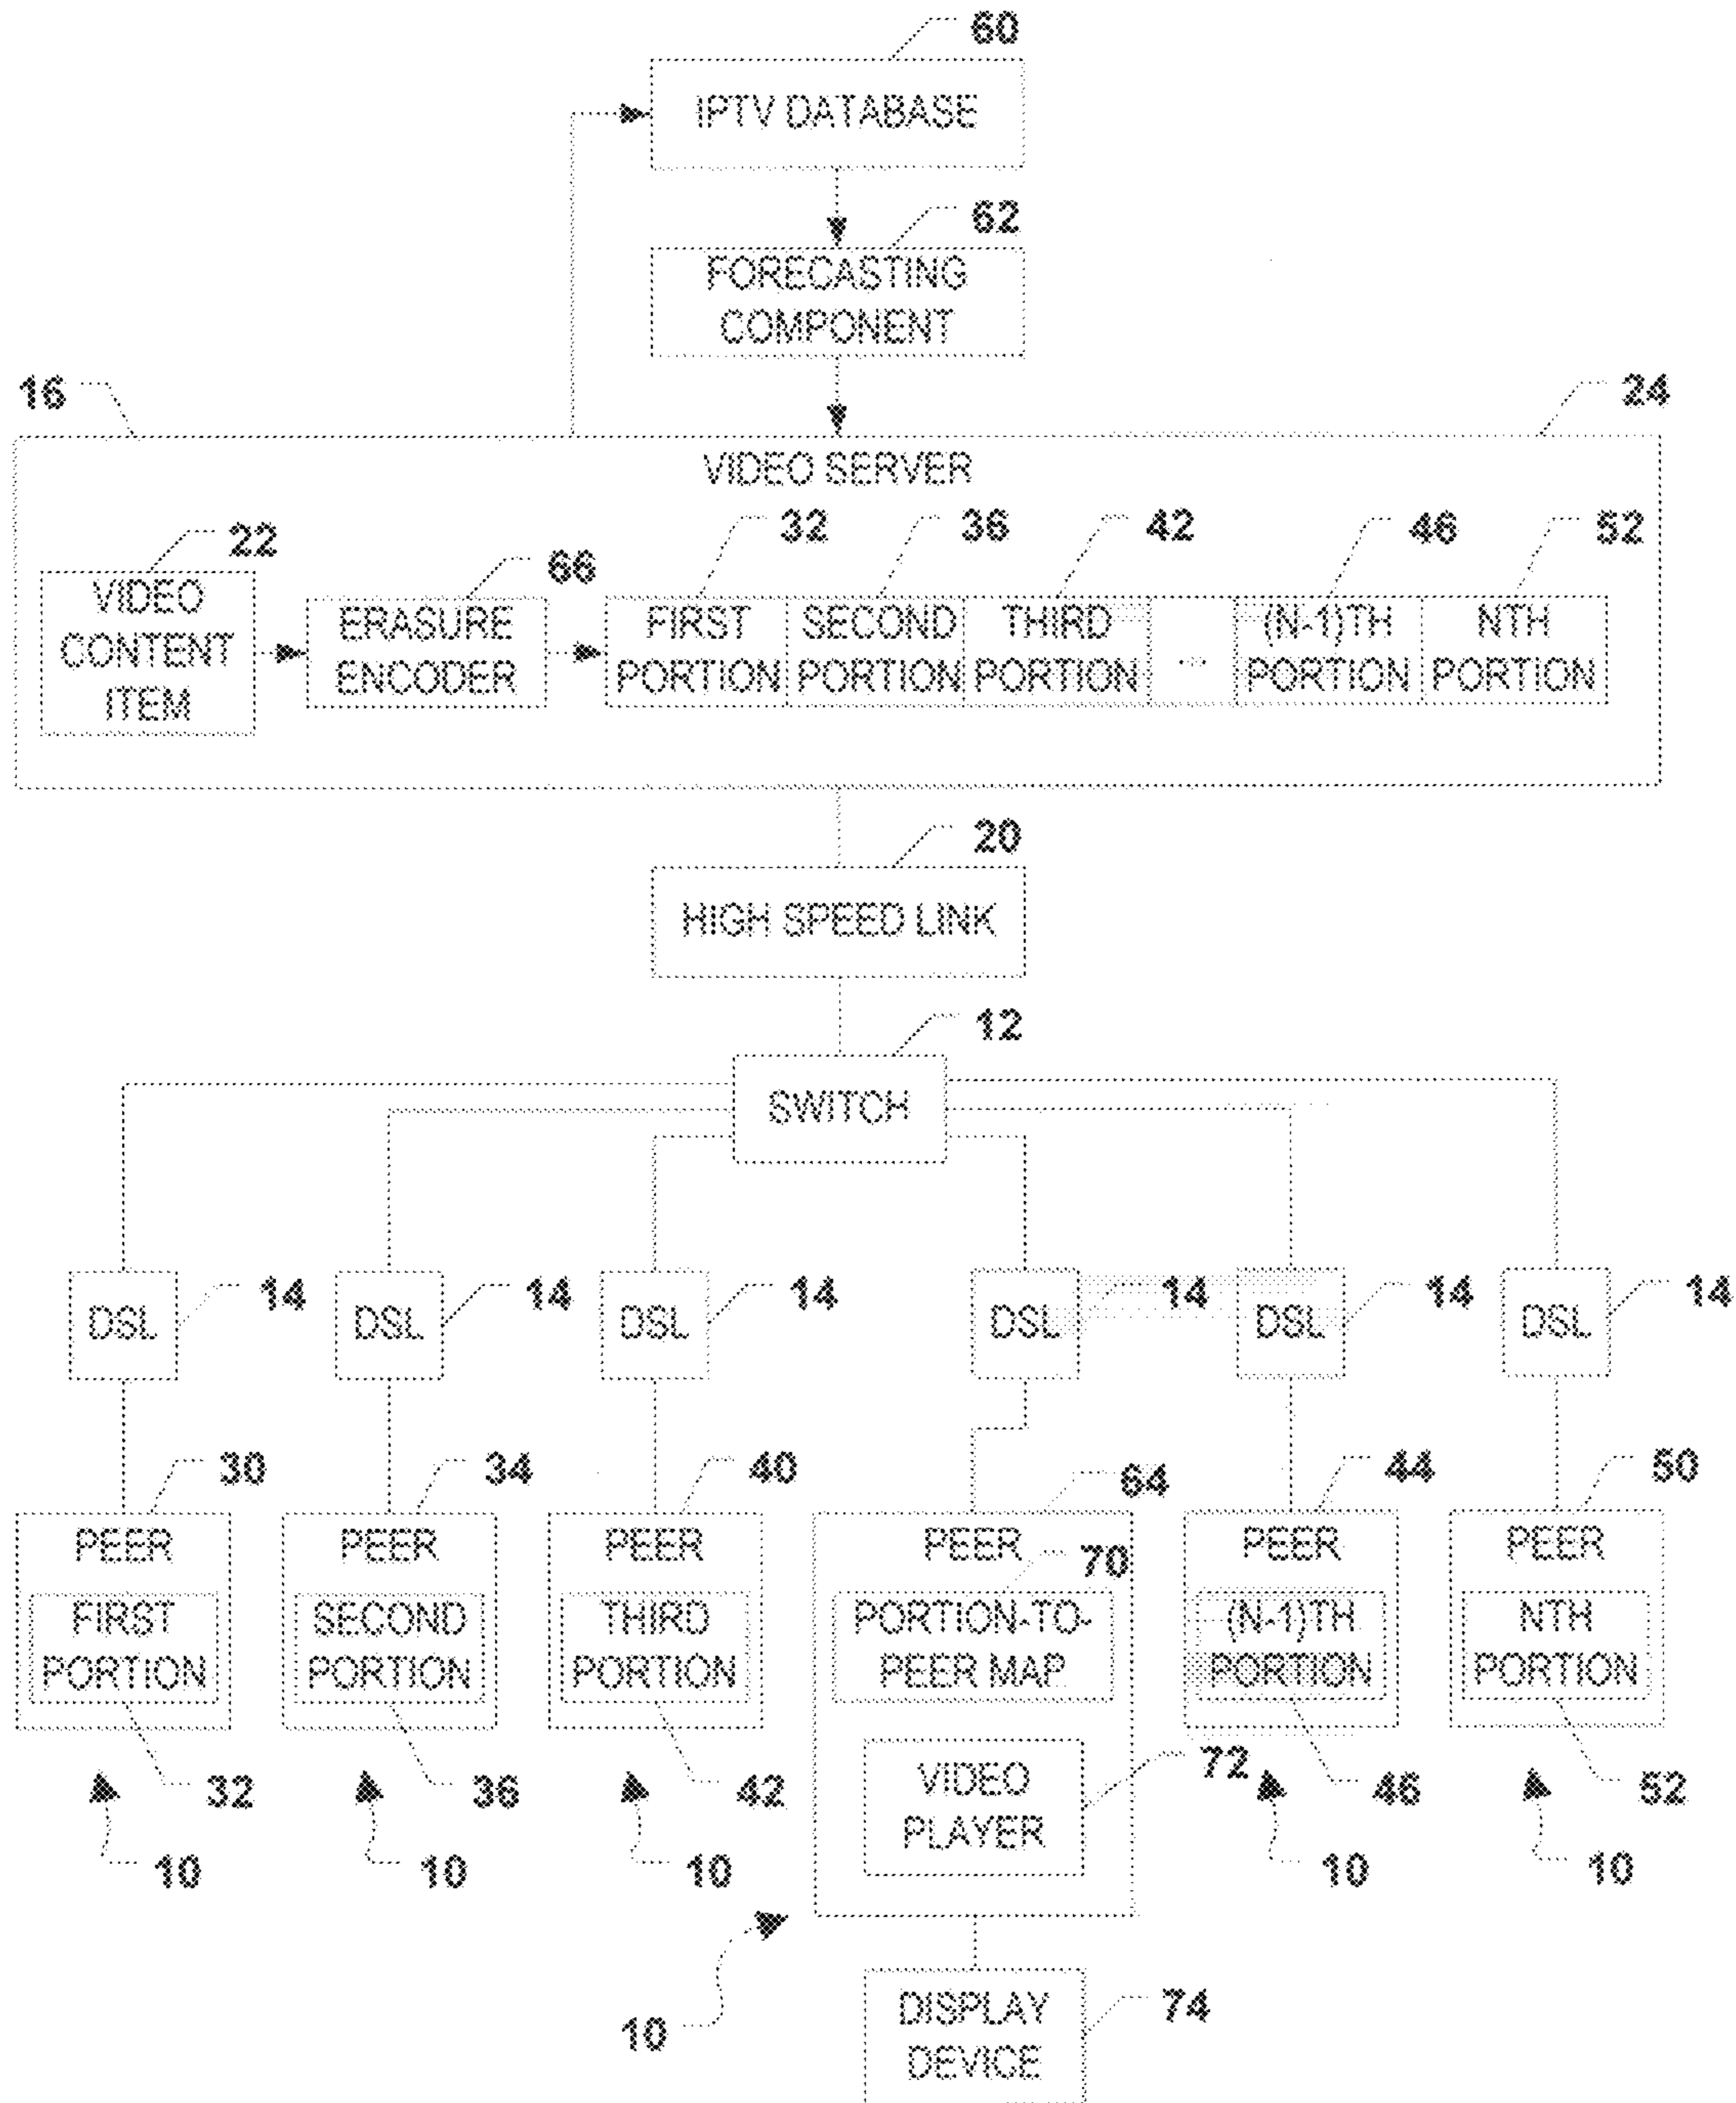 60
IPTV DATABASE
62
FORECASTING
COMPONENT
16
24
VIDEO SERVER
22
66
32
36
42
46
52
VIDEO
CONTENT
ITEM
ERASURE
ENCODER
FIRST
PORTION
SECOND
PORTION
THIRD
PORTION
...
(N-1)TH
PORTION
NTH
PORTION
20
HIGH SPEED LINK
12
SWITCH
DSL
14
DSL
14
DSL
14
DSL
14
DSL
14
DSL
14
30
34
40
64
44
50
PEER
FIRST
PORTION
32
10
PEER
SECOND
PORTION
36
10
PEER
THIRD
PORTION
42
10
PEER
70
PORTION-TO-
PEER MAP
VIDEO
PLAYER
72
10
PEER
(N-1)TH
PORTION
46
10
PEER
NTH
PORTION
52
10
DISPLAY
DEVICE
74